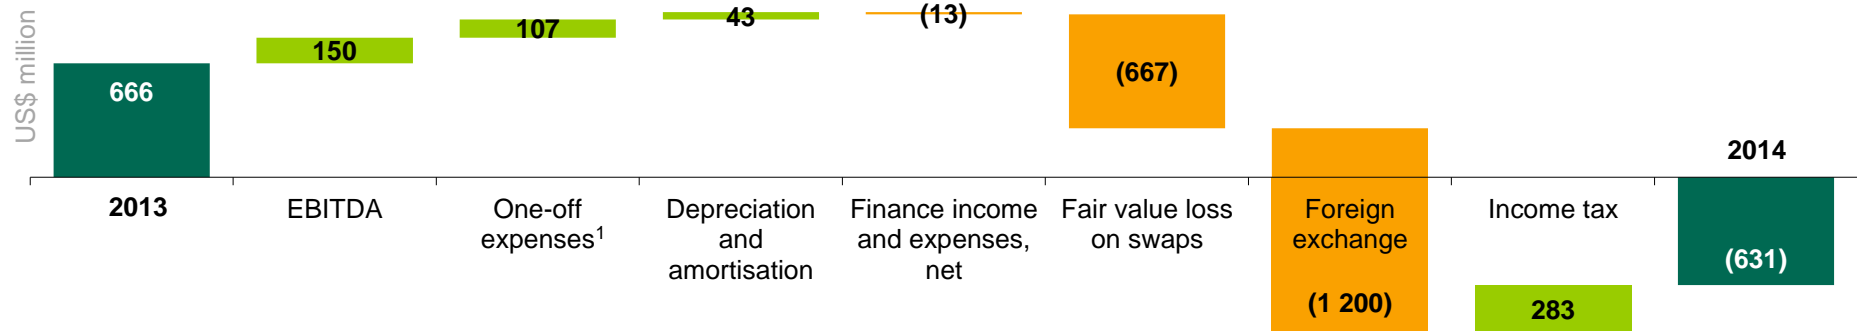 US$ million
666
150
107
43
(13)
(667)
(1 200)
283
(631)
2014
2013
EBITDA
One-off
expenses1
Depreciation
and
amortisation
Finance income
and expenses,
net
Fair value loss
on swaps
Foreign
exchange
Income tax